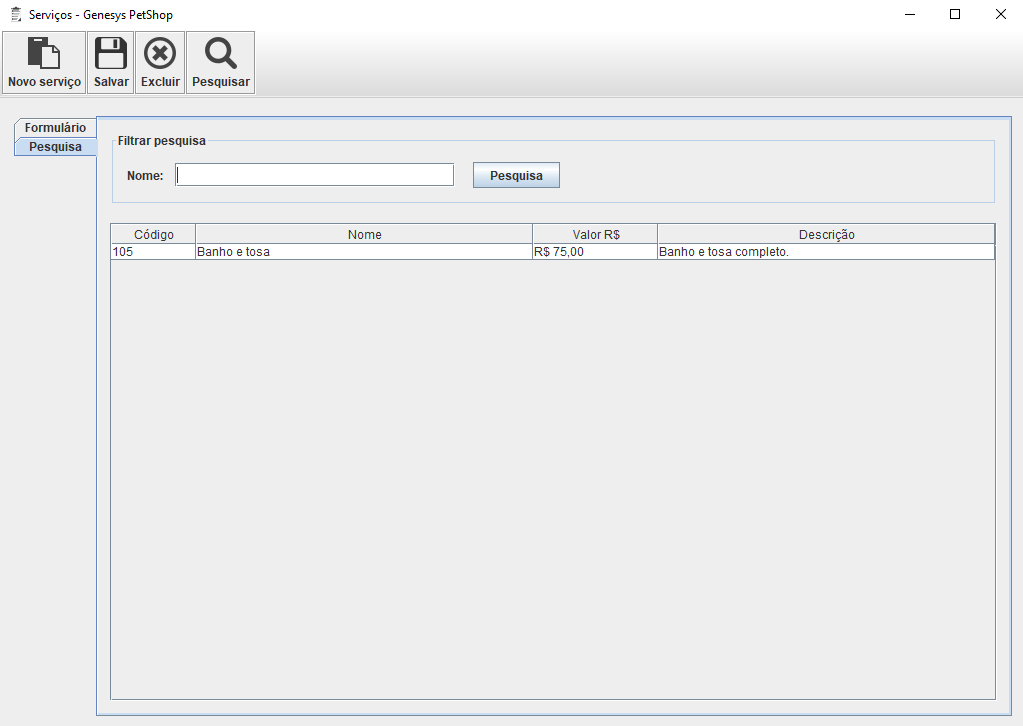 Serviços - Genesys PetShop
Novo serviço Salvar Excluir Pesquisar
Formulário
Pesquisa
Filtrar pesquisa
Nome: Pesquisa
Código Nome Valor R$ Descrição
105 Banho e tosa R$ 75,00 Banho e tosa completo.